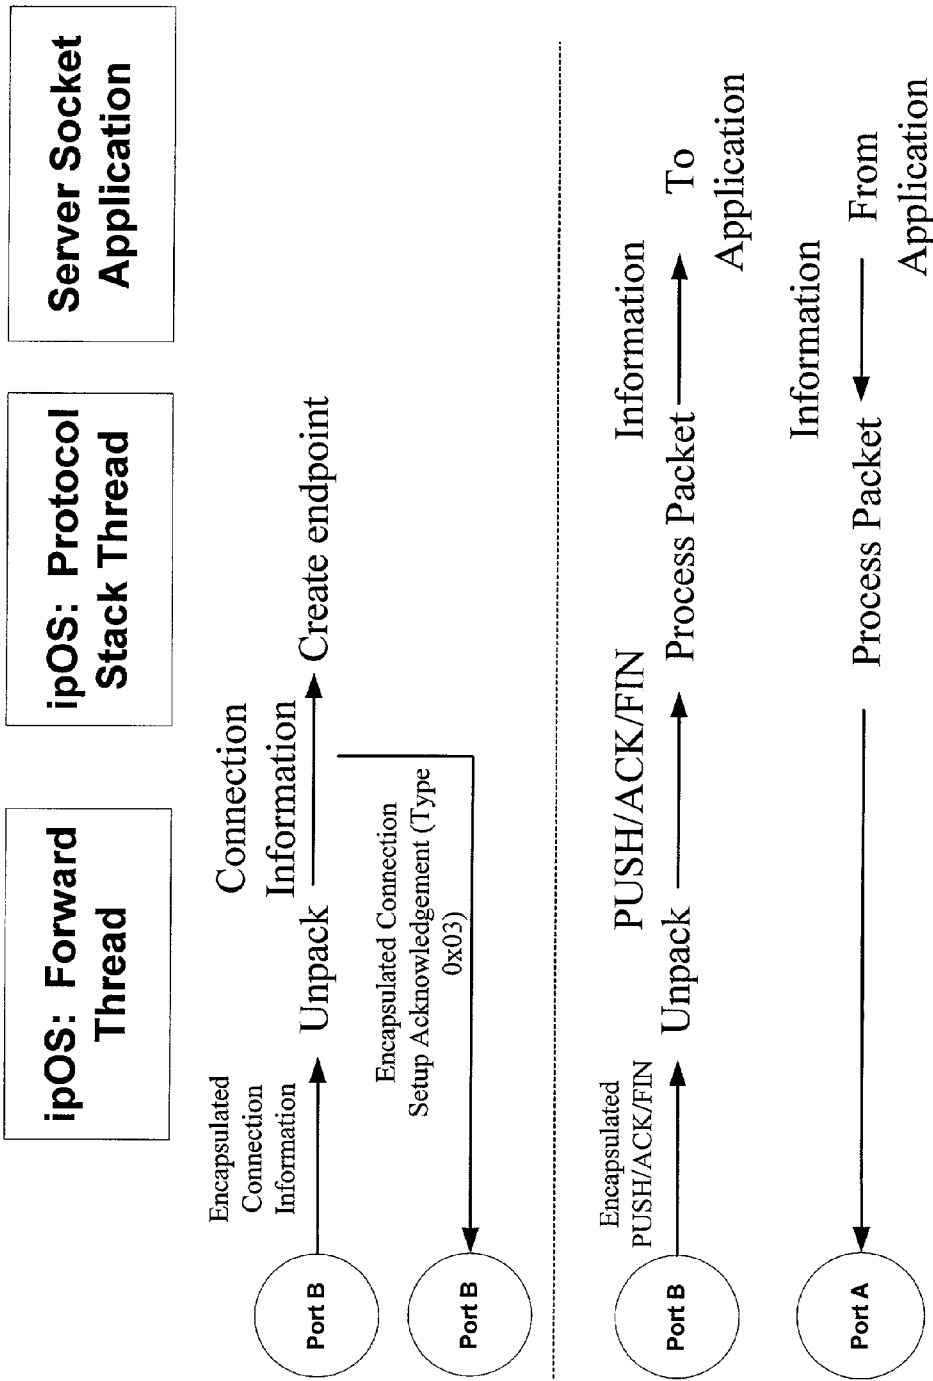 ipOS: Forward
Thread
ipOS: Protocol
Stack Thread
Server Socket
Application
Port B
Encapsulated
Connection
Information
Unpack
Connection
Information
Create endpoint
Port B
Encapsulated Connection
Setup Acknowledgement (Type
0x03)
Port B
Encapsulated
PUSH/ACK/FIN
Unpack
PUSH/ACK/FIN
Process Packet
Information
To
Application
Port A
Process Packet
Information
From
Application